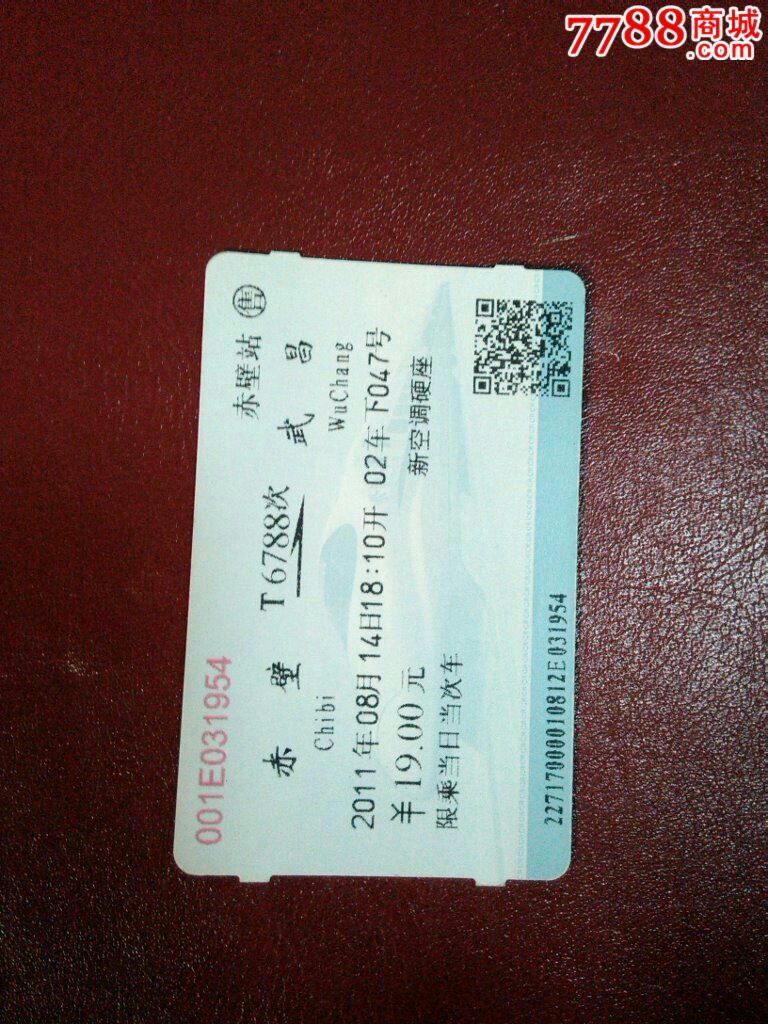 7788商城
.com
001E031954
赤壁站 售
赤壁 T6788次 武昌
Chibi WuChang
2011年08月14日18:10开 02车下047号
¥19.00元 新空调硬座
限乘当日当次车
22717000010812E031954